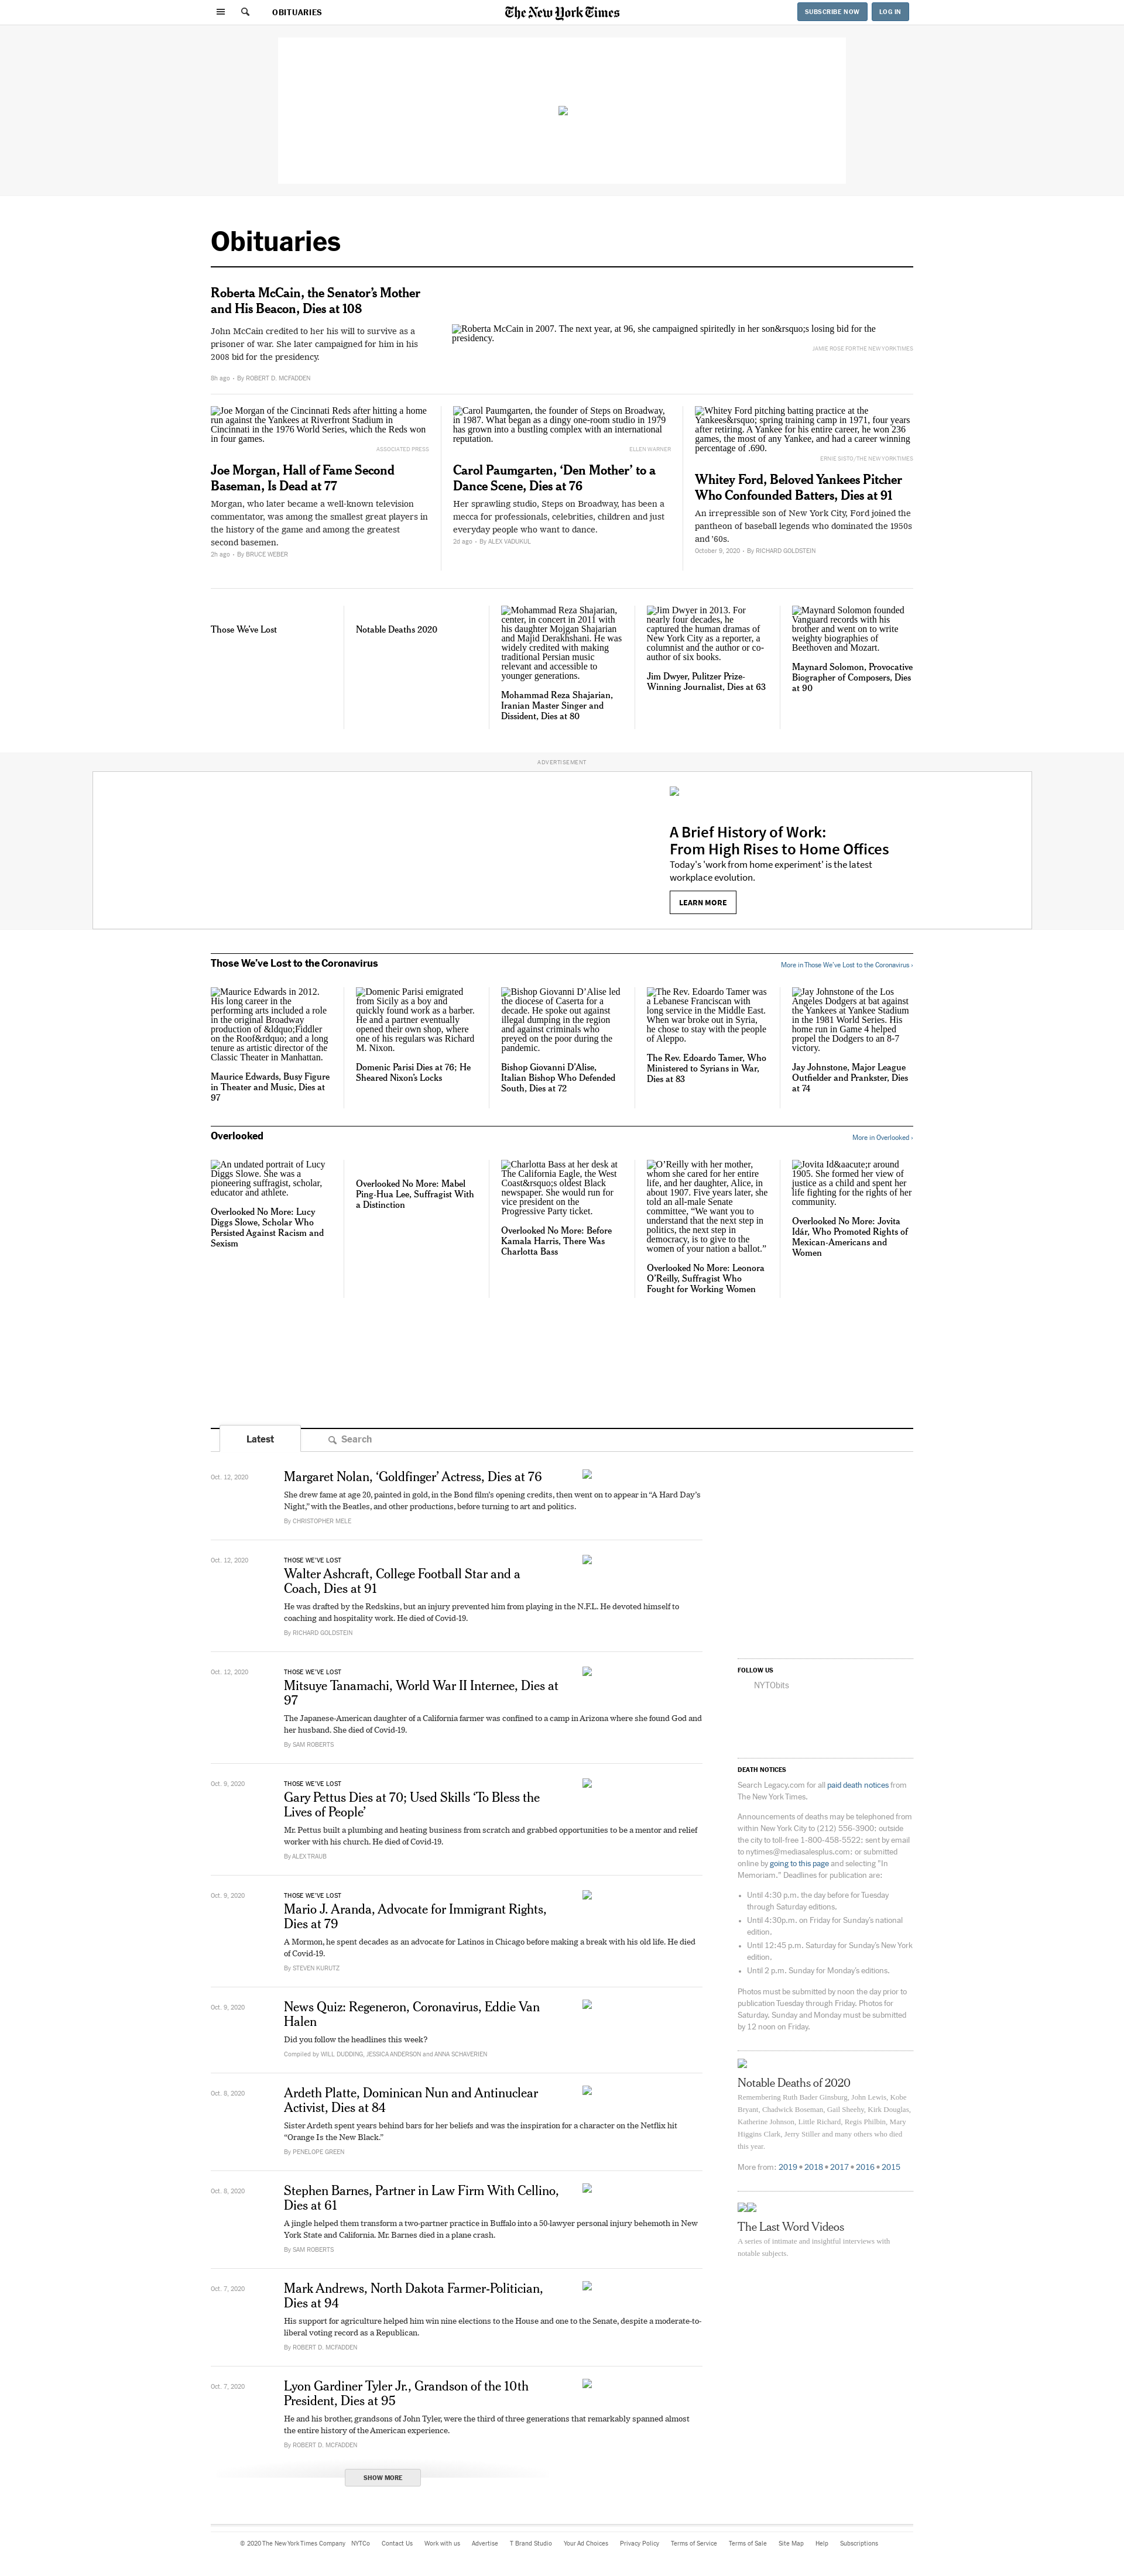 OBITUARIES
The New York Times
SUBSCRIBE NOW
LOG IN
Obituaries
Roberta McCain, the Senator's Mother
and His Beacon, Dies at 108
John McCain credited to her his will to survive as a
prisoner of war. She later campaigned for him in his
2008 bid for the presidency.
8h ago - By ROBERT D. MCFADDEN
Roberta McCain in 2007. The next year, at 96, she campaigned spiritedly in her son&rsquo;s losing bid for the
presidency.
JAMIE ROSE FOR THE NEW YORK TIMES
Joe Morgan of the Cincinnati Reds after hitting a home
run against the Yankees at Riverfront Stadium in
Cincinnati in the 1976 World Series, which the Reds won
in four games.
ASSOCIATED PRESS
Joe Morgan, Hall of Fame Second
Baseman, Is Dead at 77
Morgan, who later became a well-known television
commentator, was among the smallest great players in
the history of the game and among the greatest
second basemen.
2h ago - By BRUCE WEBER
Carol Paumgarten, the founder of Steps on Broadway,
in 1987. What began as a dingy one-room studio in 1979
has grown into a bustling complex with an international
reputation.
ELLEN WARNER
Carol Paumgarten, ‘Den Mother’ to a
Dance Scene, Dies at 76
Her sprawling studio, Steps on Broadway, has been a
mecca for professionals, celebrities, children and just
everyday people who want to dance.
2d ago - By ALEX VADUKUL
Whitey Ford pitching batting practice at the
Yankees&rsquo; spring training camp in 1971, four years
after retiring. A Yankee for his entire career, he won 236
games, the most of any Yankee, and had a career winning
percentage of .690.
ERNIE SISTO/THE NEW YORK TIMES
Whitey Ford, Beloved Yankees Pitcher
Who Confounded Batters, Dies at 91
An irrepressible son of New York City, Ford joined the
pantheon of baseball legends who dominated the 1950s
and ’60s.
October 9, 2020 - By RICHARD GOLDSTEIN
Those We've Lost
Notable Deaths 2020
Mohammad Reza Shajarian,
center, in concert in 2011 with
his daughter Mojgan Shajarian
and Majid Derakhshani. He was
widely credited with making
traditional Persian music
relevant and accessible to
younger generations.
Mohammad Reza Shajarian,
Iranian Master Singer and
Dissident, Dies at 80
Jim Dwyer in 2013. For
nearly four decades, he
captured the human dramas of
New York City as a reporter, a
columnist and the author or co-
author of six books.
Jim Dwyer, Pulitzer Prize-
Winning Journalist, Dies at 63
Maynard Solomon founded
Vanguard records with his
brother and went on to write
weighty biographies of
Beethoven and Mozart.
Maynard Solomon, Provocative
Biographer of Composers, Dies
at 90
ADVERTISEMENT
A Brief History of Work:
From High Rises to Home Offices
Today's 'work from home experiment' is the latest
workplace evolution.
LEARN MORE
Those We've Lost to the Coronavirus
More in Those We've Lost to the Coronavirus ›
Maurice Edwards in 2012.
His long career in the
performing arts included a role
in the original Broadway
production of &ldquo;Fiddler
on the Roof&rdquo; and a long
tenure as artistic director of the
Classic Theater in Manhattan.
Maurice Edwards, Busy Figure
in Theater and Music, Dies at
97
Domenic Parisi emigrated
from Sicily as a boy and
quickly found work as a barber.
He and a partner eventually
opened their own shop, where
one of his regulars was Richard
M. Nixon.
Domenic Parisi Dies at 76; He
Sheared Nixon's Locks
Bishop Giovanni D’Alise led
the diocese of Caserta for a
decade. He spoke out against
illegal dumping in the region
and against criminals who
preyed on the poor during the
pandemic.
Bishop Giovanni D’Alise,
Italian Bishop Who Defended
South, Dies at 72
The Rev. Edoardo Tamer was
a Lebanese Franciscan with
long service in the Middle East.
When war broke out in Syria,
he chose to stay with the people
of Aleppo.
The Rev. Edoardo Tamer, Who
Ministered to Syrians in War,
Dies at 83
Jay Johnstone of the Los
Angeles Dodgers at bat against
the Yankees at Yankee Stadium
in the 1981 World Series. His
home run in Game 4 helped
propel the Dodgers to an 8-7
victory.
Jay Johnstone, Major League
Outfielder and Prankster, Dies
at 74
Overlooked
More in Overlooked ›
An undated portrait of Lucy
Diggs Slowe. She was a
pioneering suffragist, scholar,
educator and athlete.
Overlooked No More: Lucy
Diggs Slowe, Scholar Who
Persisted Against Racism and
Sexism
Overlooked No More: Mabel
Ping-Hua Lee, Suffragist With
a Distinction
Charlotta Bass at her desk at
The California Eagle, the West
Coast&rsquo;s oldest Black
newspaper. She would run for
vice president on the
Progressive Party ticket.
Overlooked No More: Before
Kamala Harris, There Was
Charlotta Bass
O’Reilly with her mother,
whom she cared for her entire
life, and her daughter, Alice, in
about 1907. Five years later, she
told an all-male Senate
committee, “We want you to
understand that the next step in
politics, the next step in
democracy, is to give to the
women of your nation a ballot.”
Overlooked No More: Leonora
O’Reilly, Suffragist Who
Fought for Working Women
Jovita Id&aacute;r around
1905. She formed her view of
justice as a child and spent her
life fighting for the rights of her
community.
Overlooked No More: Jovita
Idár, Who Promoted Rights of
Mexican-Americans and
Women
Latest
Search
Oct. 12, 2020
Margaret Nolan, ‘Goldfinger’ Actress, Dies at 76
She drew fame at age 20, painted in gold, in the Bond film’s opening credits, then went on to appear in “A Hard Day’s
Night,” with the Beatles, and other productions, before turning to art and politics.
By CHRISTOPHER MELE
Oct. 12, 2020
THOSE WE’VE LOST
Walter Ashcraft, College Football Star and a
Coach, Dies at 91
He was drafted by the Redskins, but an injury prevented him from playing in the N.F.L. He devoted himself to
coaching and hospitality work. He died of Covid-19.
By RICHARD GOLDSTEIN
Oct. 12, 2020
THOSE WE’VE LOST
Mitsuye Tanamachi, World War II Internee, Dies at
97
The Japanese-American daughter of a California farmer was confined to a camp in Arizona where she found God and
her husband. She died of Covid-19.
By SAM ROBERTS
Oct. 9, 2020
THOSE WE’VE LOST
Gary Pettus Dies at 70; Used Skills ‘To Bless the
Lives of People’
Mr. Pettus built a plumbing and heating business from scratch and grabbed opportunities to be a mentor and relief
worker with his church. He died of Covid-19.
By ALEX TRAUB
Oct. 9, 2020
THOSE WE’VE LOST
Mario J. Aranda, Advocate for Immigrant Rights,
Dies at 79
A Mormon, he spent decades as an advocate for Latinos in Chicago before making a break with his old life. He died
of Covid-19.
By STEVEN KURUTZ
Oct. 9, 2020
News Quiz: Regeneron, Coronavirus, Eddie Van
Halen
Did you follow the headlines this week?
Compiled by WILL DUDDING, JESSICA ANDERSON and ANNA SCHAVERIEN
Oct. 8, 2020
Ardeth Platte, Dominican Nun and Antinuclear
Activist, Dies at 84
Sister Ardeth spent years behind bars for her beliefs and was the inspiration for a character on the Netflix hit
“Orange Is the New Black.”
By PENELOPE GREEN
Oct. 8, 2020
Stephen Barnes, Partner in Law Firm With Cellino,
Dies at 61
A jingle helped them transform a two-partner practice in Buffalo into a 50-lawyer personal injury behemoth in New
York State and California. Mr. Barnes died in a plane crash.
By SAM ROBERTS
Oct. 7, 2020
Mark Andrews, North Dakota Farmer-Politician,
Dies at 94
His support for agriculture helped him win nine elections to the House and one to the Senate, despite a moderate-to-
liberal voting record as a Republican.
By ROBERT D. MCFADDEN
Oct. 7, 2020
Lyon Gardiner Tyler Jr., Grandson of the 10th
President, Dies at 95
He and his brother, grandsons of John Tyler, were the third of three generations that remarkably spanned almost
the entire history of the American experience.
By ROBERT D. MCFADDEN
SHOW MORE
FOLLOW US
NYTObits
DEATH NOTICES
Search Legacy.com for all paid death notices from
The New York Times.
Announcements of deaths may be telephoned from
within New York City to (212) 556-3900; outside
the city to toll-free 1-800-458-5522; sent by email
to nytimes@mediasalesplus.com; or submitted
online by going to this page and selecting "In
Memoriam." Deadlines for publication are:
• Until 4:30 p.m. the day before for Tuesday
through Saturday editions.
• Until 4:30p.m. on Friday for Sunday’s national
edition.
• Until 12:45 p.m. Saturday for Sunday's New York
edition.
• Until 2 p.m. Sunday for Monday's editions.
Photos must be submitted by noon the day prior to
publication Tuesday through Friday. Photos for
Saturday, Sunday and Monday must be submitted
by 12 noon on Friday.
Notable Deaths of 2020
Remembering Ruth Bader Ginsburg, John Lewis, Kobe
Bryant, Chadwick Boseman, Gail Sheehy, Kirk Douglas,
Katherine Johnson, Little Richard, Regis Philbin, Mary
Higgins Clark, Jerry Stiller and many others who died
this year.
More from: 2019 • 2018 • 2017 • 2016 • 2015
The Last Word Videos
A series of intimate and insightful interviews with
notable subjects.
© 2020 The New York Times Company NYTCo Contact Us Work with us Advertise T Brand Studio Your Ad Choices Privacy Policy Terms of Service Terms of Sale Site Map Help Subscriptions